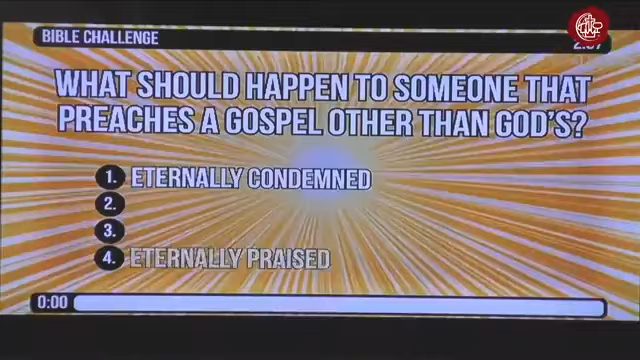 BIBLE CHALLENGE
WHAT SHOULD HAPPEN TO SOMEONE THAT
PREACHES A GOSPEL OTHER THAN GOD'S?
1. ETERNALLY CONDEMNED
2.
3.
4. ETERNALLY PRAISED
0:00